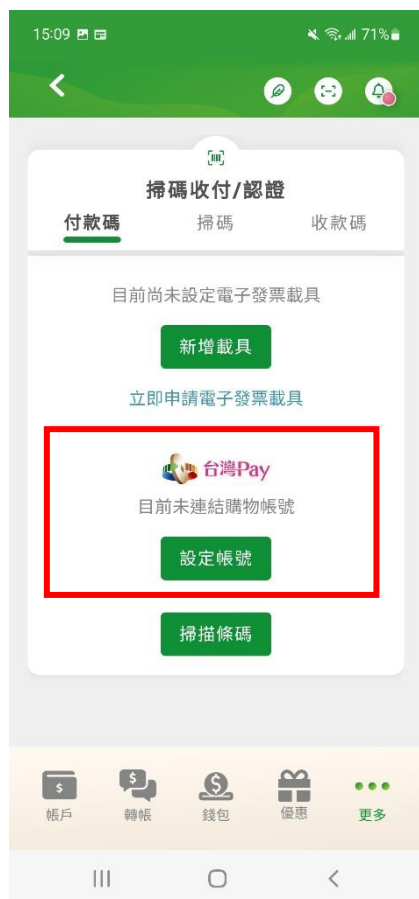 15:09 71%
掃碼收付/認證
付款碼 掃碼 收款碼
目前尚未設定電子發票載具
新增載具
立即申請電子發票載具
台灣Pay
目前未連結購物帳號
設定帳號
掃描條碼
帳戶 轉帳 錢包 優惠 更多